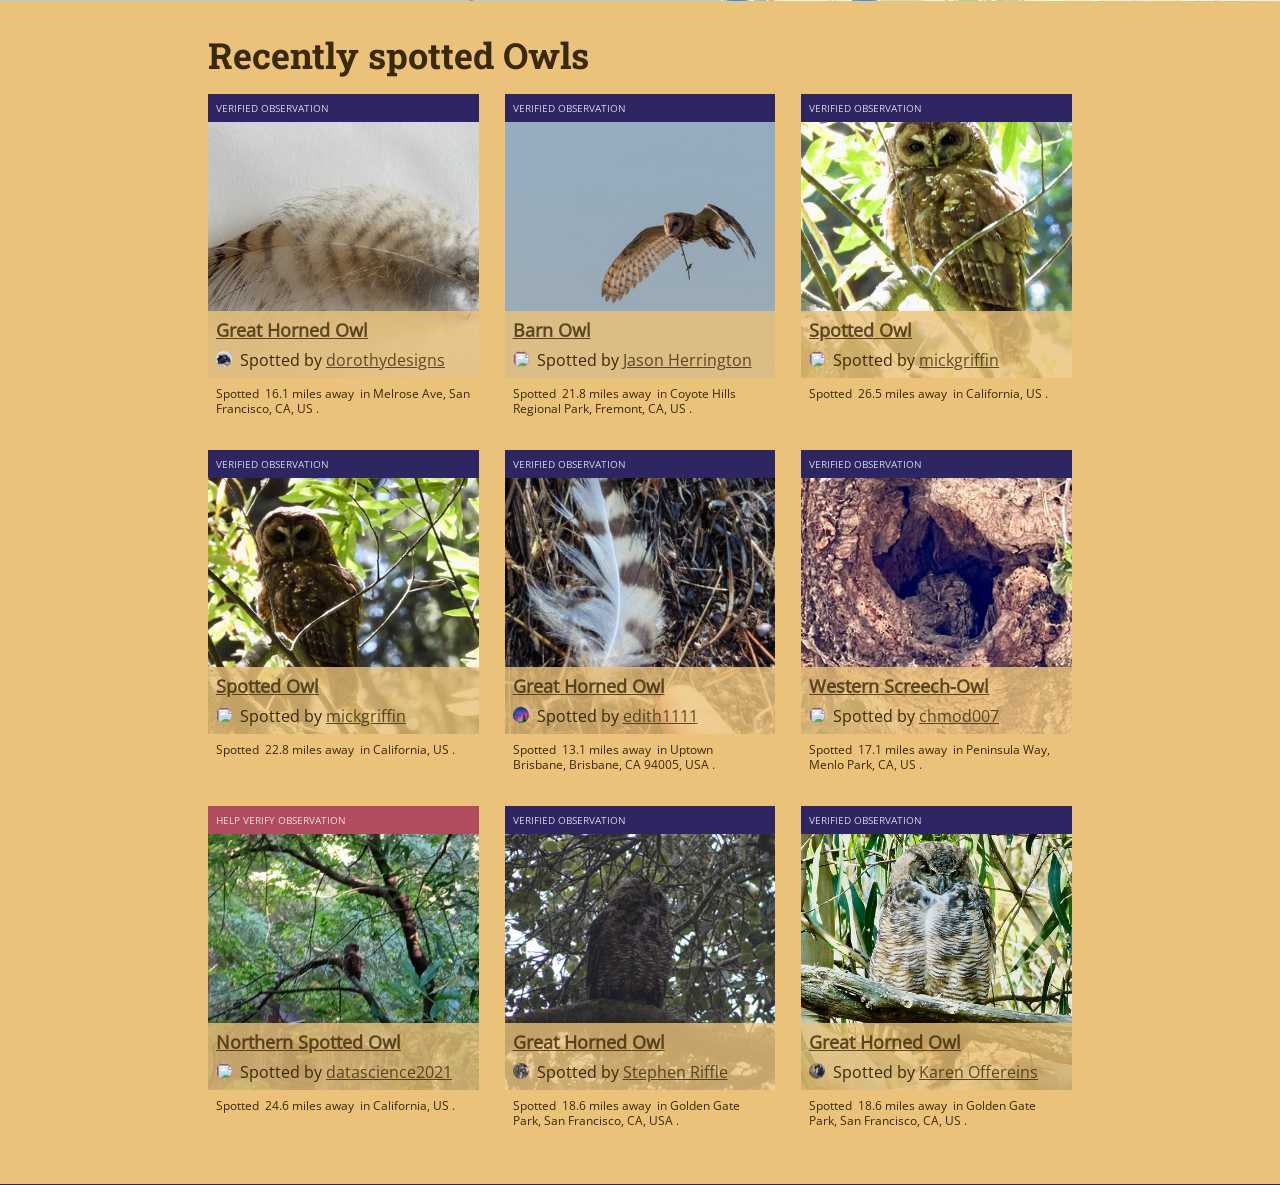 Recently spotted Owls
VERIFIED OBSERVATION
Great Horned Owl
Spotted by dorothydesigns
Spotted 16.1 miles away in Melrose Ave, San
Francisco, CA, US .
VERIFIED OBSERVATION
Barn Owl
Spotted by Jason Herrington
Spotted 21.8 miles away in Coyote Hills
Regional Park, Fremont, CA, US .
VERIFIED OBSERVATION
Spotted Owl
Spotted by mickgriffin
Spotted 26.5 miles away in California, US .
VERIFIED OBSERVATION
Spotted Owl
Spotted by mickgriffin
Spotted 22.8 miles away in California, US .
VERIFIED OBSERVATION
Great Horned Owl
Spotted by edith1111
Spotted 13.1 miles away in Uptown
Brisbane, Brisbane, CA 94005, USA .
VERIFIED OBSERVATION
Western Screech-Owl
Spotted by chmod007
Spotted 17.1 miles away in Peninsula Way,
Menlo Park, CA, US .
HELP VERIFY OBSERVATION
Northern Spotted Owl
Spotted by datascience2021
Spotted 24.6 miles away in California, US .
VERIFIED OBSERVATION
Great Horned Owl
Spotted by Stephen Riffle
Spotted 18.6 miles away in Golden Gate
Park, San Francisco, CA, USA .
VERIFIED OBSERVATION
Great Horned Owl
Spotted by Karen Offereins
Spotted 18.6 miles away in Golden Gate
Park, San Francisco, CA, US .